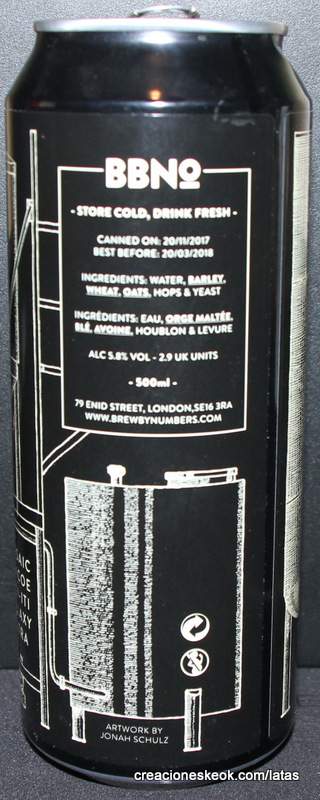 BBNo
- STORE COLD, DRINK FRESH -
CANNED ON: 20/11/2017
BEST BEFORE: 20/03/2018
INGREDIENTS: WATER, BARLEY,
WHEAT, OATS, HOPS & YEAST
INGRÉDIENTS: EAU, ORGE MALTÉE,
BLÉ, AVOINE, HOUBLON & LEVURE
ALC 5.8% VOL - 2.9 UK UNITS
- 500ml -
79 ENID STREET, LONDON,SE16 3RA
WWW.BREWBYNUMBERS.COM
ARTWORK BY
JONAH SCHULZ
creacioneskeok.com/latas